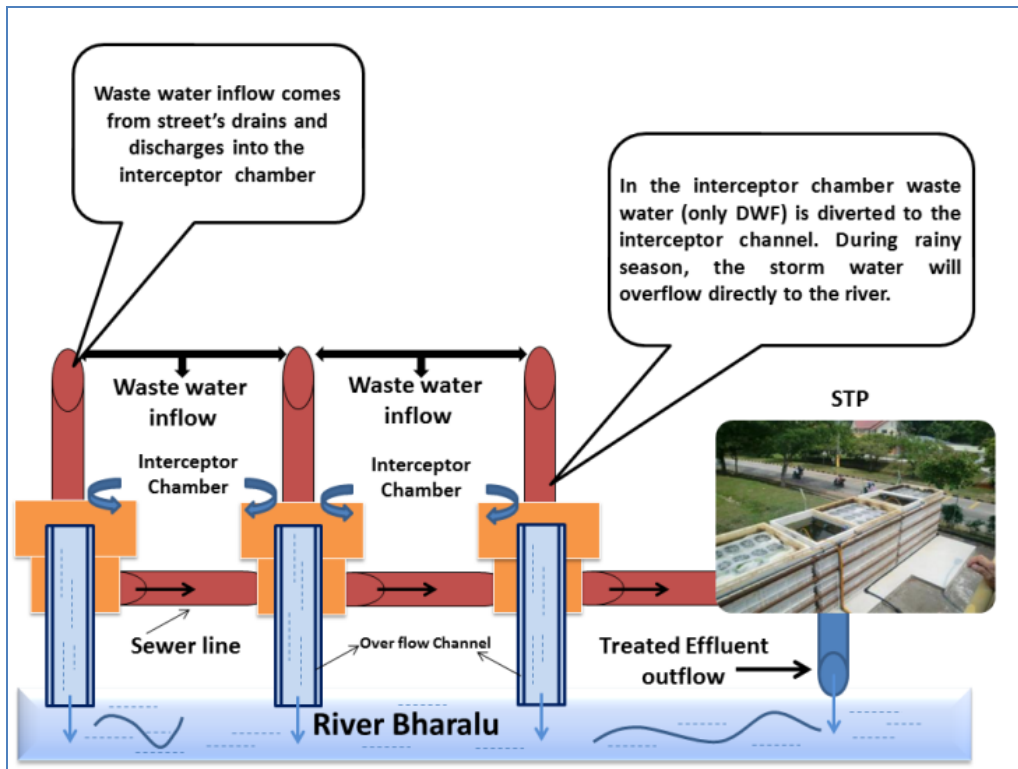 Waste water inflow comes
from street's drains and
discharges into the
interceptor chamber
In the interceptor chamber waste
water (only DWF) is diverted to the
interceptor channel. During rainy
season, the storm water will
overflow directly to the river.
Waste water
inflow
Waste water
inflow
STP
Interceptor
Chamber
Interceptor
Chamber
Sewer line
Over flow Channel
Treated Effluent
outflow
River Bharalu